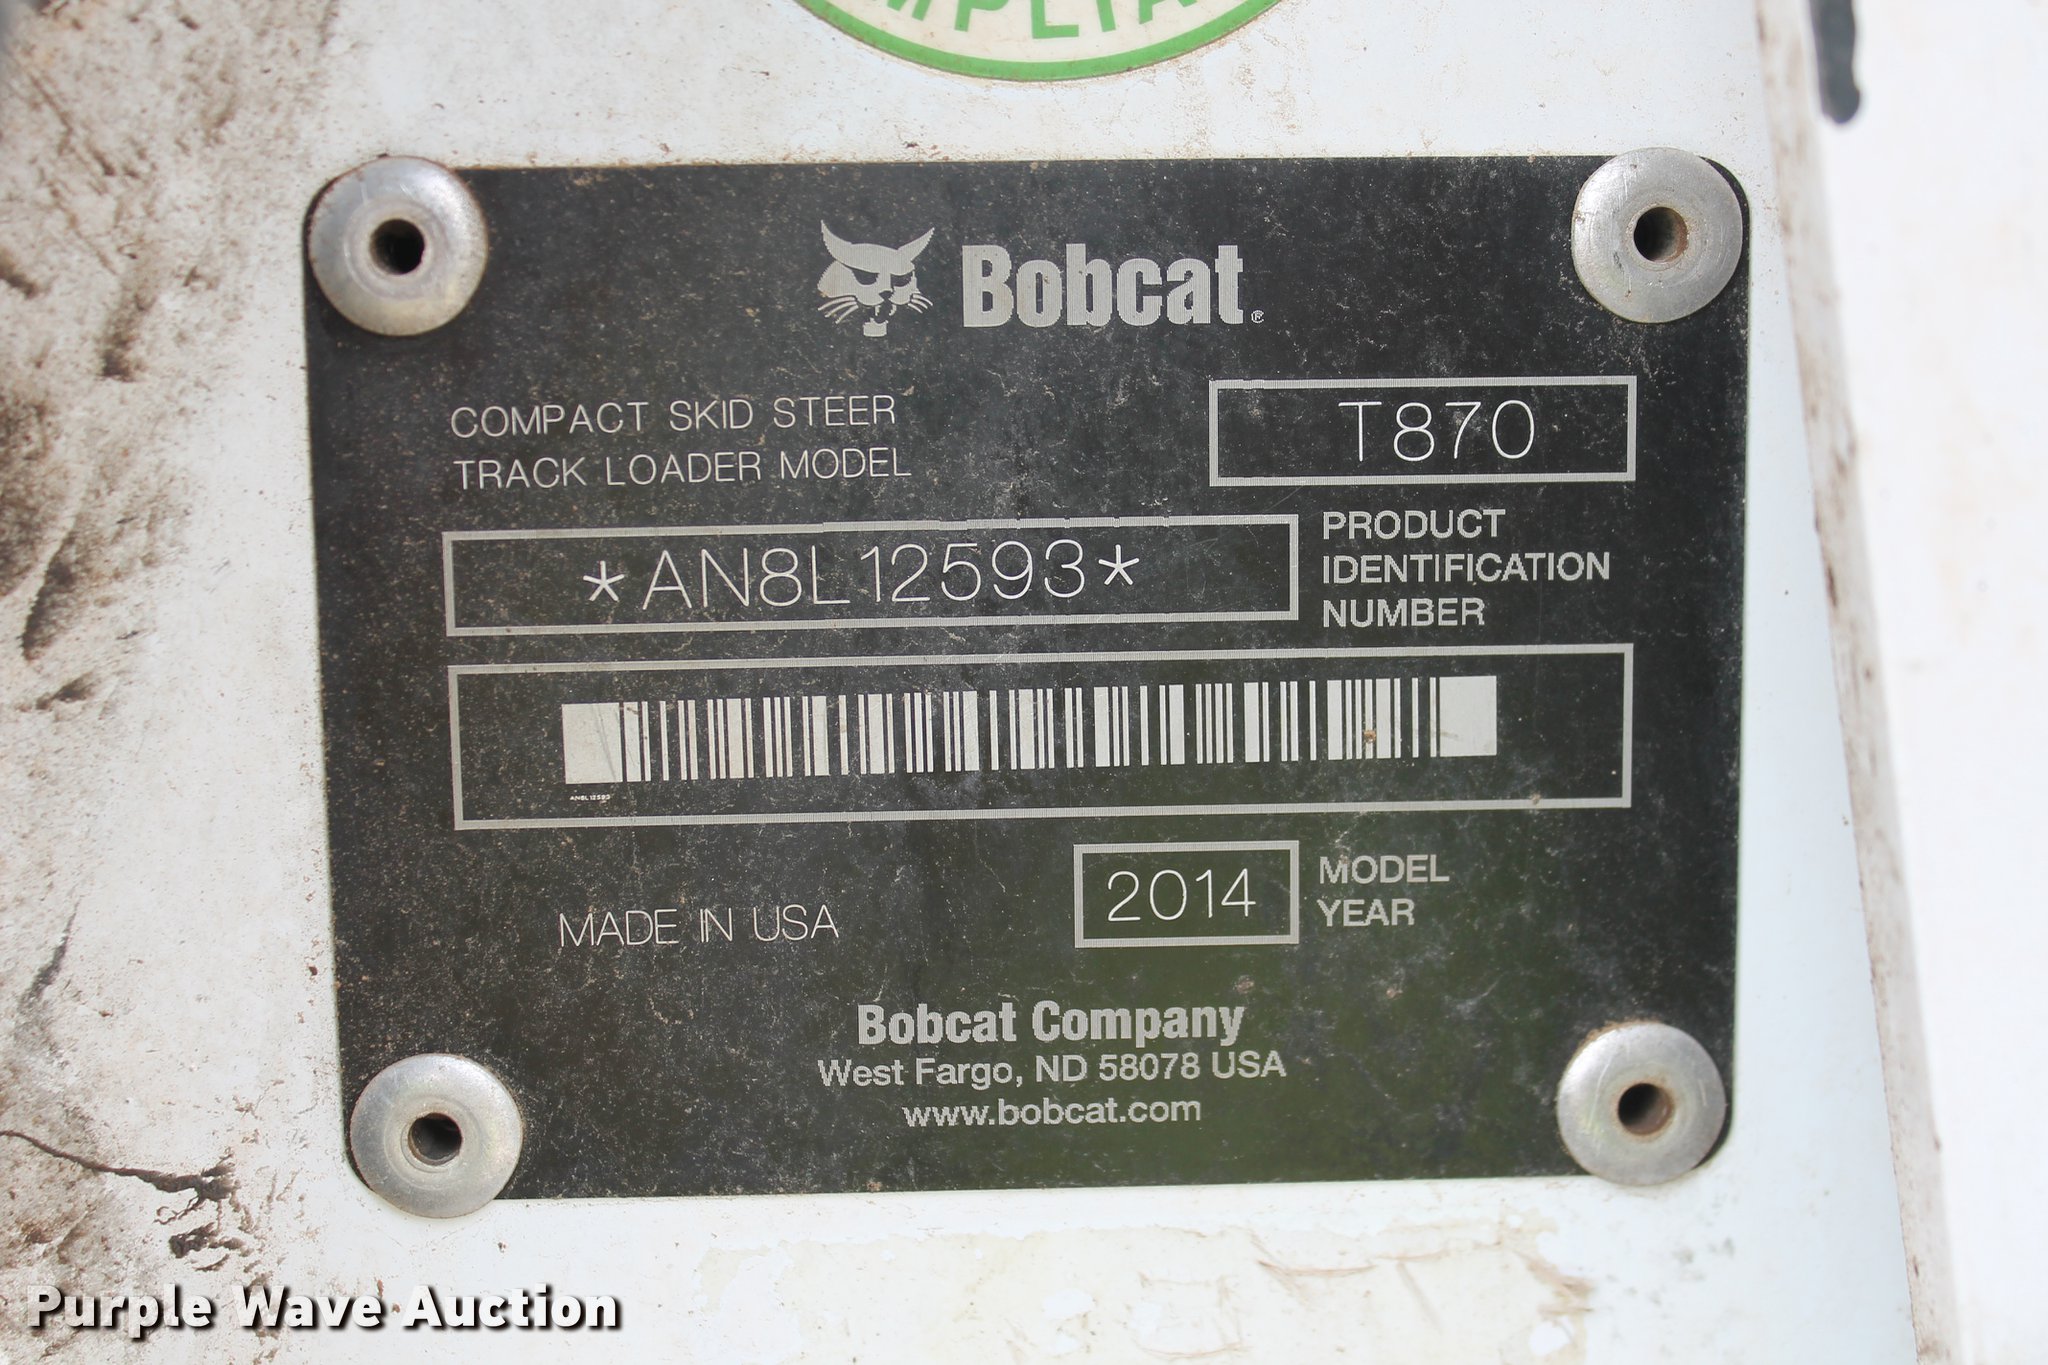 Bobcat®
COMPACT SKID STEER
TRACK LOADER MODEL
T870
*AN8L12593*
PRODUCT
IDENTIFICATION
NUMBER
AN8L12593
MADE IN USA
2014
MODEL
YEAR
Bobcat Company
West Fargo, ND 58078 USA
www.bobcat.com
Purple Wave Auction